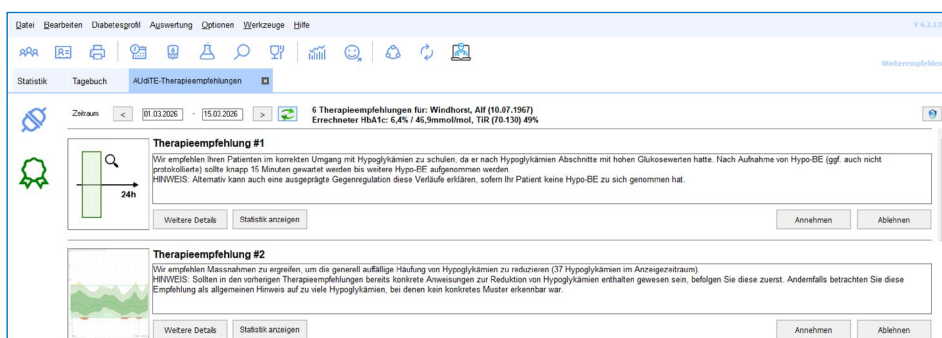 Datei Bearbeiten Diabetesprofil Auswertung Optionen Werkzeuge Hilfe
V 6.2.13
Weiterempfehlen
Statistik Tagebuch AUdiTE-Therapieempfehlungen
Zeitraum < 01.03.2026 - 15.03.2026 > 6 Therapieempfehlungen für: Windhorst, Alf (10.07.1967)
Errechneter HbA1c: 6,4% / 46,9mmol/mol, TiR (70-130) 49%
Therapieempfehlung #1
Wir empfehlen Ihren Patienten im korrekten Umgang mit Hypoglykämien zu schulen, da er nach Hypoglykämien Abschnitte mit hohen Glukosewerten hatte. Nach Aufnahme von Hypo-BE (ggf. auch nicht
protokollierte) sollte knapp 15 Minuten gewartet werden bis weitere Hypo-BE aufgenommen werden.
HINWEIS: Alternativ kann auch eine ausgeprägte Gegenregulation diese Verläufe erklären, sofern Ihr Patient keine Hypo-BE zu sich genommen hat.
24h
Weitere Details Statistik anzeigen Annehmen Ablehnen
Therapieempfehlung #2
Wir empfehlen Massnahmen zu ergreifen, um die generell auffällige Häufung von Hypoglykämien zu reduzieren (37 Hypoglykämien im Anzeigezeitraum).
HINWEIS: Sollten in den vorherigen Therapieempfehlungen bereits konkrete Anweisungen zur Reduktion von Hypoglykämien enthalten gewesen sein, befolgen Sie diese zuerst. Andernfalls betrachten Sie diese
Empfehlung als allgemeinen Hinweis auf zu viele Hypoglykämien, bei denen kein konkretes Muster erkennbar war.
Weitere Details Statistik anzeigen Annehmen Ablehnen